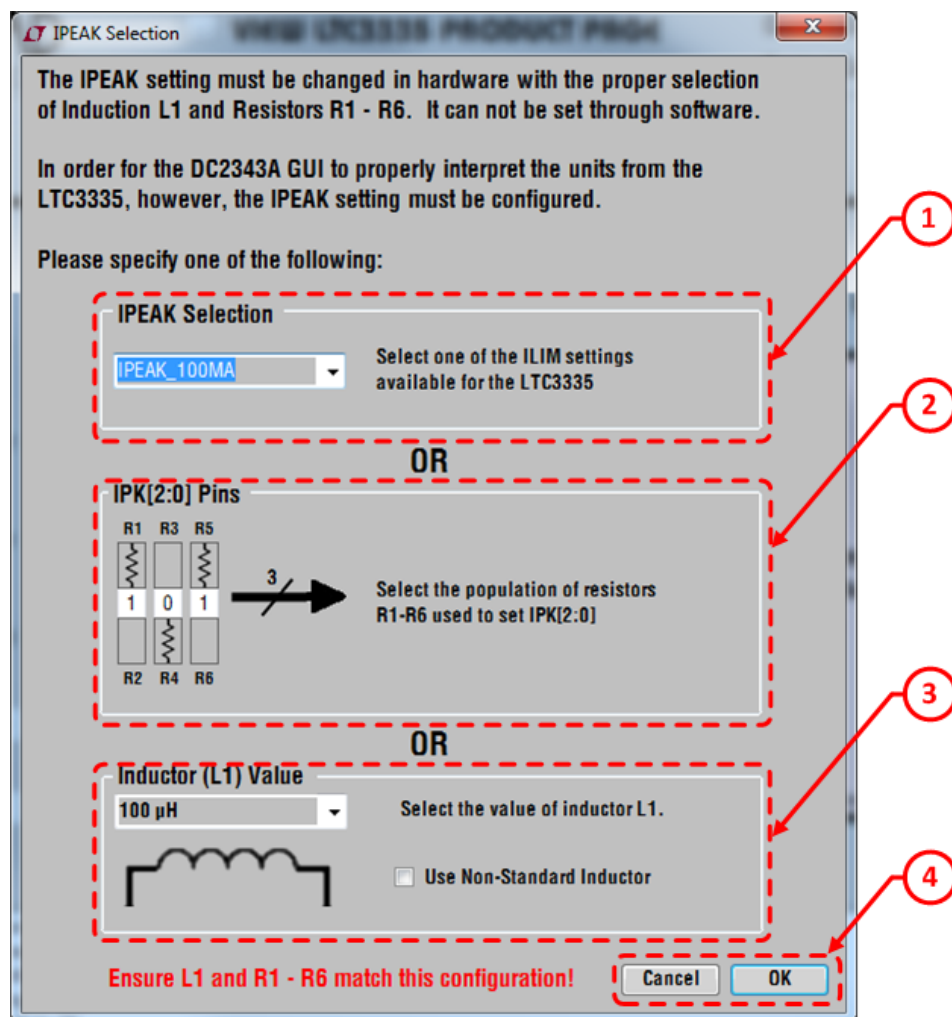 IPEAK Selection
VIEW LTC3335 PRODUCT PAGE
The IPEAK setting must be changed in hardware with the proper selection
of Induction L1 and Resistors R1 - R6. It can not be set through software.
In order for the DC2343A GUI to properly interpret the units from the
LTC3335, however, the IPEAK setting must be configured.
Please specify one of the following:
1
IPEAK Selection
IPEAK_100MA
Select one of the ILIM settings
available for the LTC3335
2
OR
IPK[2:0] Pins
R1 R3 R5
3
1 0 1
Select the population of resistors
R1-R6 used to set IPK[2:0]
R2 R4 R6
3
OR
Inductor (L1) Value
100 µH
Select the value of inductor L1.
Use Non-Standard Inductor
4
Ensure L1 and R1 - R6 match this configuration!
Cancel
OK